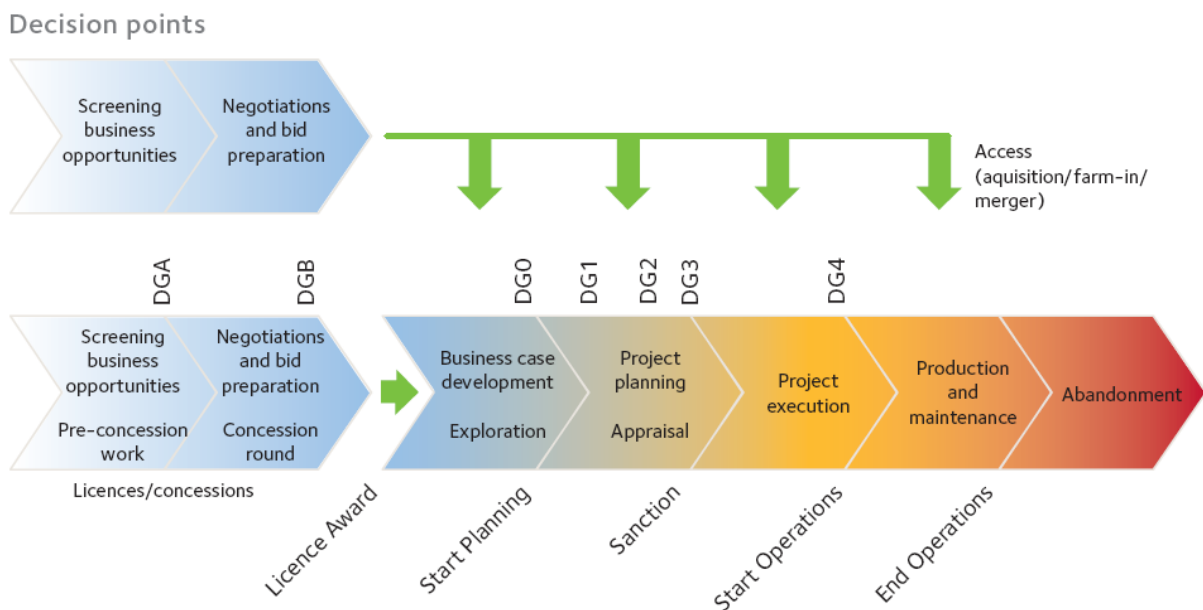 Decision points
Screening
business
opportunities
Negotiations
and bid
preparation
Access
(aquisition/farm-in/
merger)
DGA
DGB
DG0
DG1
DG2
DG3
DG4
Screening
business
opportunities
Pre-concession
work
Negotiations
and bid
preparation
Concession
round
Business case
development
Exploration
Project
planning
Appraisal
Project
execution
Production
and
maintenance
Abandonment
Licences/concessions
Licence Award
Start Planning
Sanction
Start Operations
End Operations